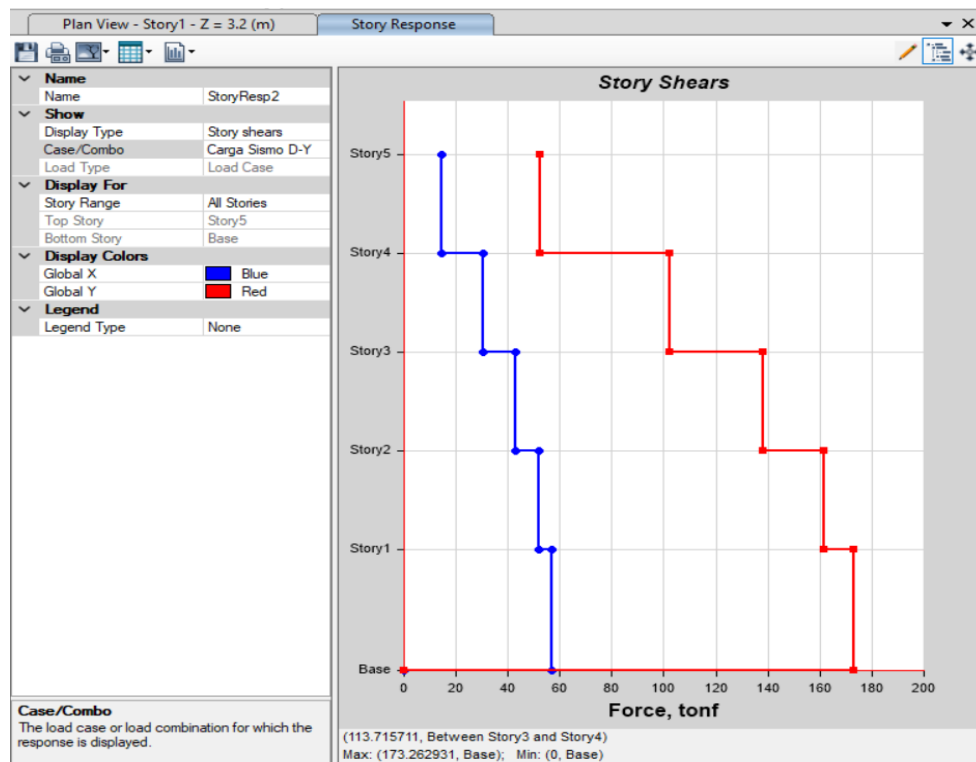 Plan View - Story1 - Z = 3.2 (m)
Story Response
Name
Name StoryResp2
Show
Display Type Story shears
Case/Combo Carga Sismo D-Y
Load Type Load Case
Display For
Story Range All Stories
Top Story Story5
Bottom Story Base
Display Colors
Global X Blue
Global Y Red
Legend
Legend Type None
Case/Combo
The load case or load combination for which the
response is displayed.
Story Shears
Story5
Story4
Story3
Story2
Story1
Base
0 20 40 60 80 100 120 140 160 180 200
Force, tonf
(113.715711, Between Story3 and Story4)
Max: (173.262931, Base); Min: (0, Base)